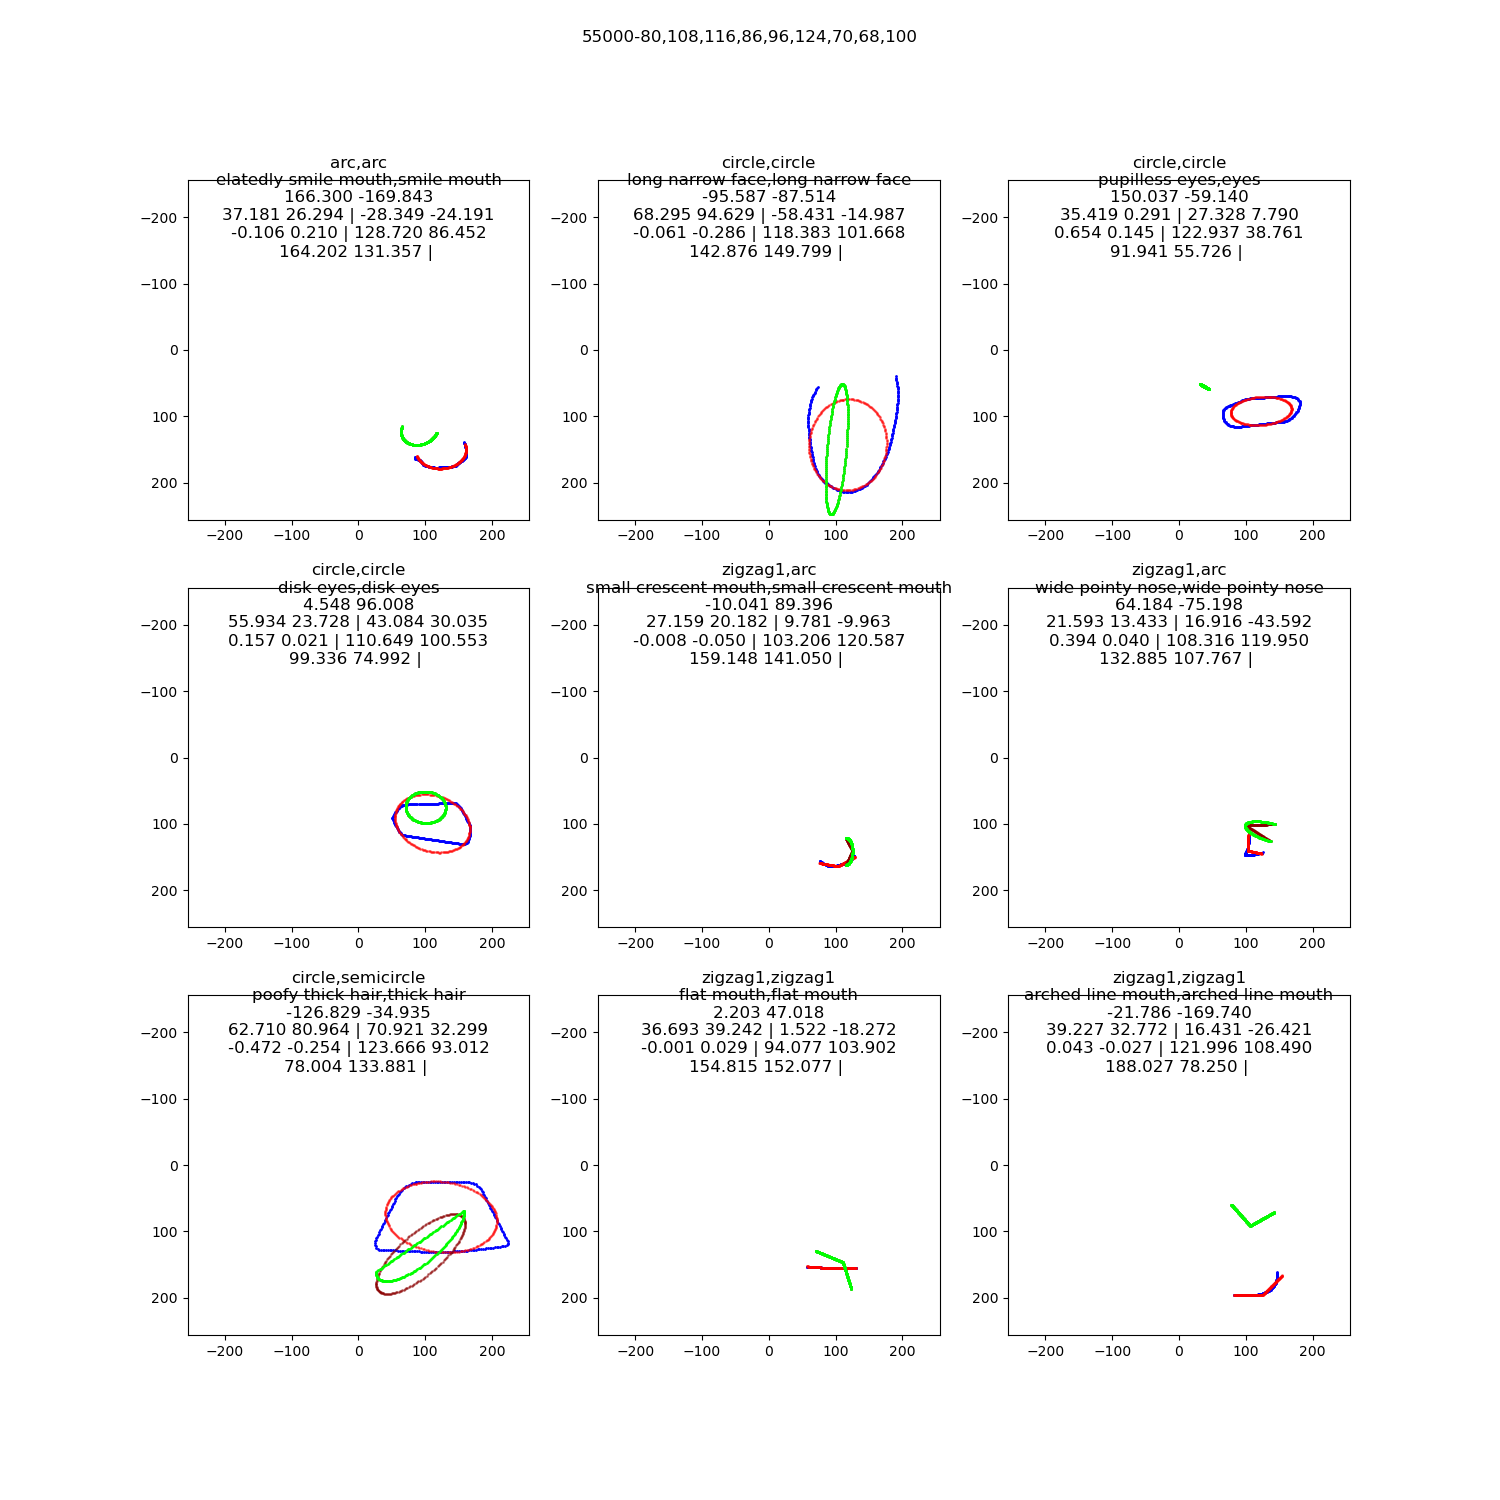 55000-80,108,116,86,96,124,70,68,100
arc,arc
elatedly smile mouth,smile mouth
166.300 -169.843
37.181 26.294 | -28.349 -24.191
-0.106 0.210 | 128.720 86.452
164.202 131.357 |
−200
−100
0
100
200
−200 −100 0 100 200
circle,circle
long narrow face,long narrow face
-95.587 -87.514
68.295 94.629 | -58.431 -14.987
-0.061 -0.286 | 118.383 101.668
142.876 149.799 |
−200
−100
0
100
200
−200 −100 0 100 200
circle,circle
pupilless eyes,eyes
150.037 -59.140
35.419 0.291 | 27.328 7.790
0.654 0.145 | 122.937 38.761
91.941 55.726 |
−200
−100
0
100
200
−200 −100 0 100 200
circle,circle
disk eyes,disk eyes
4.548 96.008
55.934 23.728 | 43.084 30.035
0.157 0.021 | 110.649 100.553
99.336 74.992 |
−200
−100
0
100
200
−200 −100 0 100 200
zigzag1,arc
small crescent mouth,small crescent mouth
-10.041 89.396
27.159 20.182 | 9.781 -9.963
-0.008 -0.050 | 103.206 120.587
159.148 141.050 |
−200
−100
0
100
200
−200 −100 0 100 200
zigzag1,arc
wide pointy nose,wide pointy nose
64.184 -75.198
21.593 13.433 | 16.916 -43.592
0.394 0.040 | 108.316 119.950
132.885 107.767 |
−200
−100
0
100
200
−200 −100 0 100 200
circle,semicircle
poofy thick hair,thick hair
-126.829 -34.935
62.710 80.964 | 70.921 32.299
-0.472 -0.254 | 123.666 93.012
78.004 133.881 |
−200
−100
0
100
200
−200 −100 0 100 200
zigzag1,zigzag1
flat mouth,flat mouth
2.203 47.018
36.693 39.242 | 1.522 -18.272
-0.001 0.029 | 94.077 103.902
154.815 152.077 |
−200
−100
0
100
200
−200 −100 0 100 200
zigzag1,zigzag1
arched line mouth,arched line mouth
-21.786 -169.740
39.227 32.772 | 16.431 -26.421
0.043 -0.027 | 121.996 108.490
188.027 78.250 |
−200
−100
0
100
200
−200 −100 0 100 200